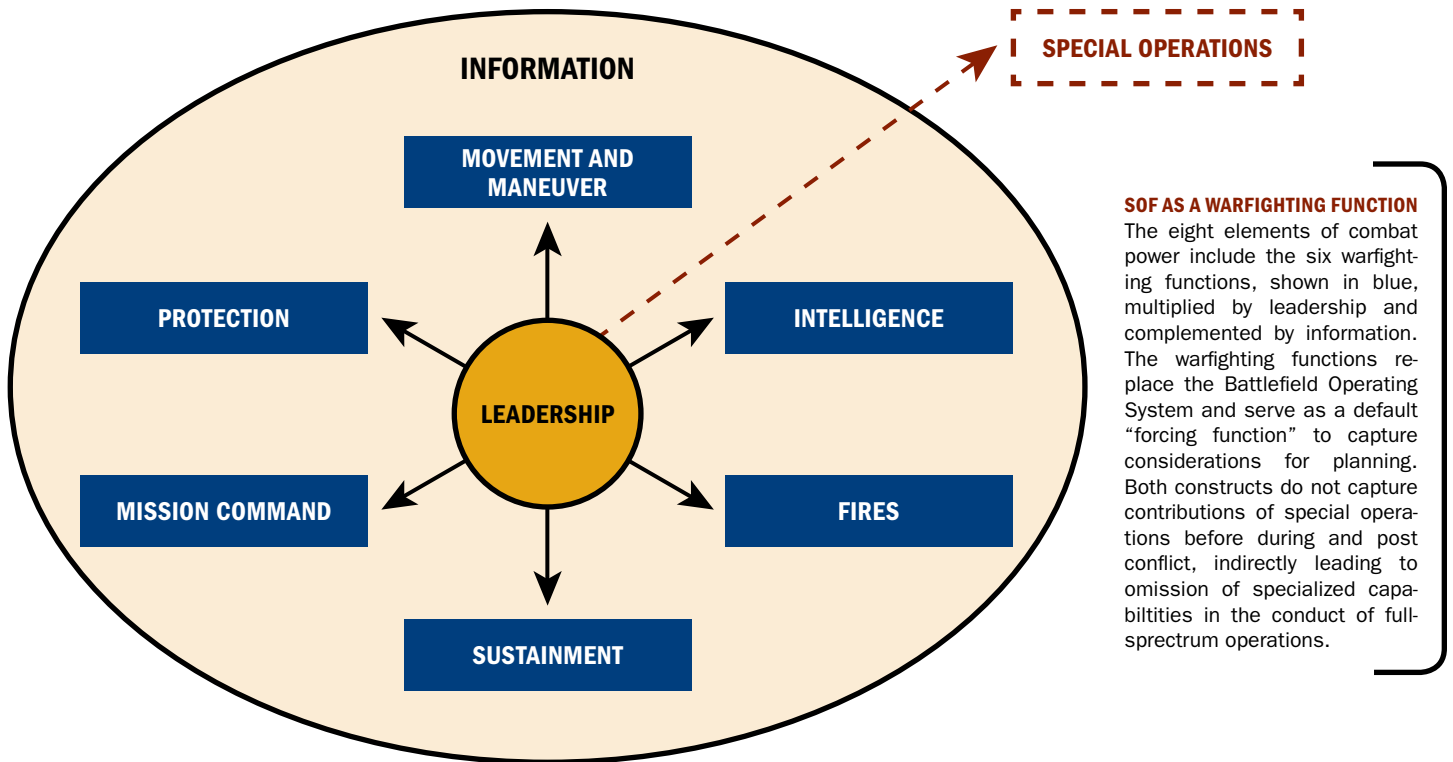 INFORMATION
SPECIAL OPERATIONS
MOVEMENT AND
MANEUVER
PROTECTION
INTELLIGENCE
LEADERSHIP
MISSION COMMAND
FIRES
SUSTAINMENT
SOF AS A WARFIGHTING FUNCTION
The eight elements of combat
power include the six warfight-
ing functions, shown in blue,
multiplied by leadership and
complemented by information.
The warfighting functions re-
place the Battlefield Operating
System and serve as a default
“forcing function” to capture
considerations for planning.
Both constructs do not capture
contributions of special opera-
tions before during and post
conflict, indirectly leading to
omission of specialized capa-
biltities in the conduct of full-
sprectrum operations.